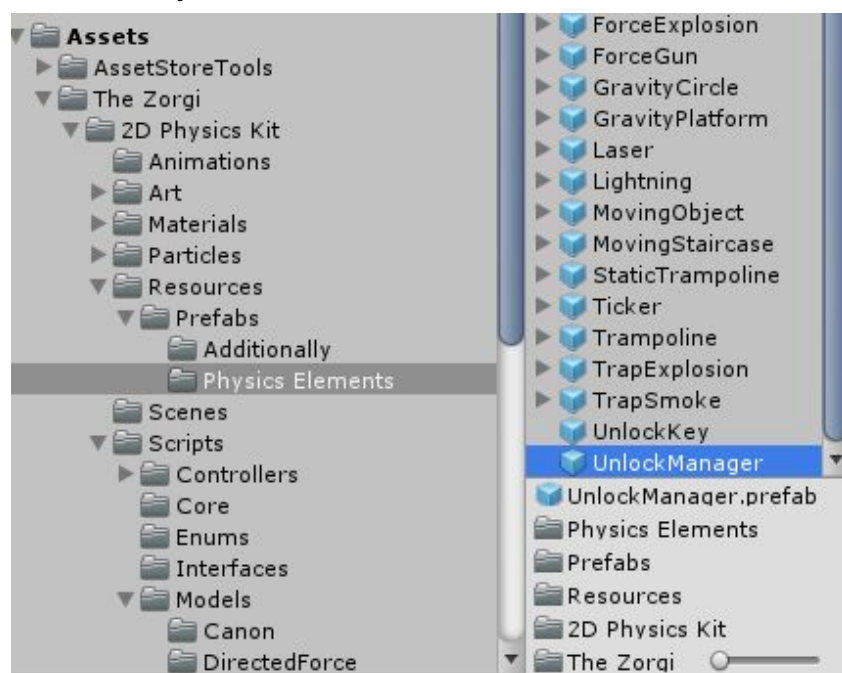 Assets
AssetStoreTools
The Zorgi
2D Physics Kit
Animations
Art
Materials
Particles
Resources
Prefabs
Additionally
Physics Elements
Scenes
Scripts
Controllers
Core
Enums
Interfaces
Models
Canon
DirectedForce
ForceExplosion
ForceGun
GravityCircle
GravityPlatform
Laser
Lightning
MovingObject
MovingStaircase
StaticTrampoline
Ticker
Trampoline
TrapExplosion
TrapSmoke
UnlockKey
UnlockManager
UnlockManager.prefab
Physics Elements
Prefabs
Resources
2D Physics Kit
The Zorgi